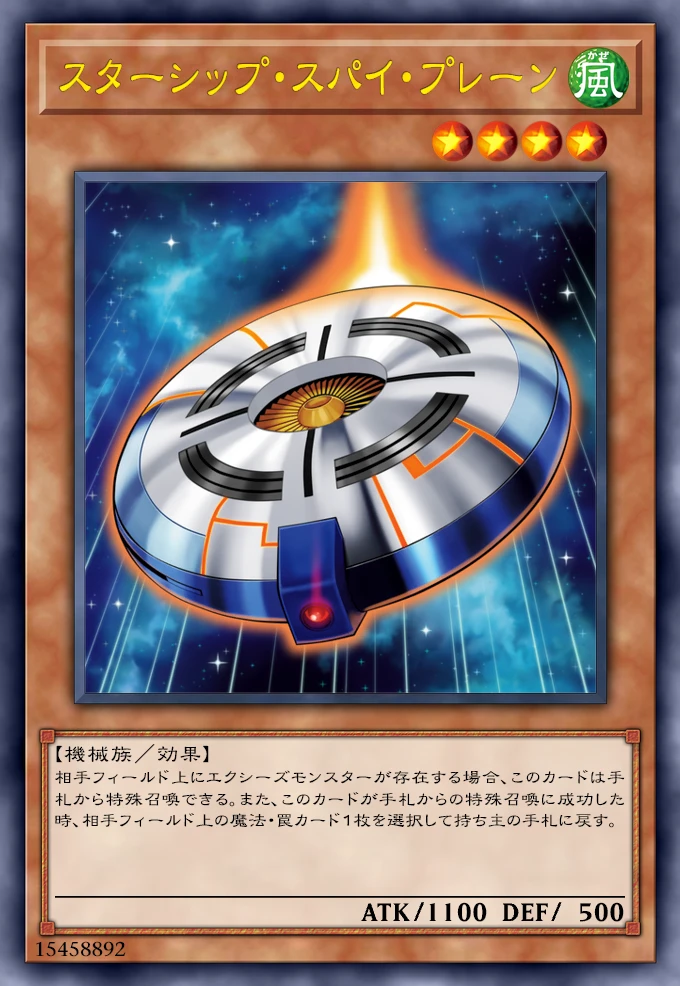 スターシップ・スパイ・プレーン
かぜ
風
【機械族／効果】
相手フィールド上にエクシーズモンスターが存在する場合、このカードは手
札から特殊召喚できる。また、このカードが手札からの特殊召喚に成功した
時、相手フィールド上の魔法・罠カード1枚を選択して持ち主の手札に戻す。
ATK/1100 DEF/ 500
15458892